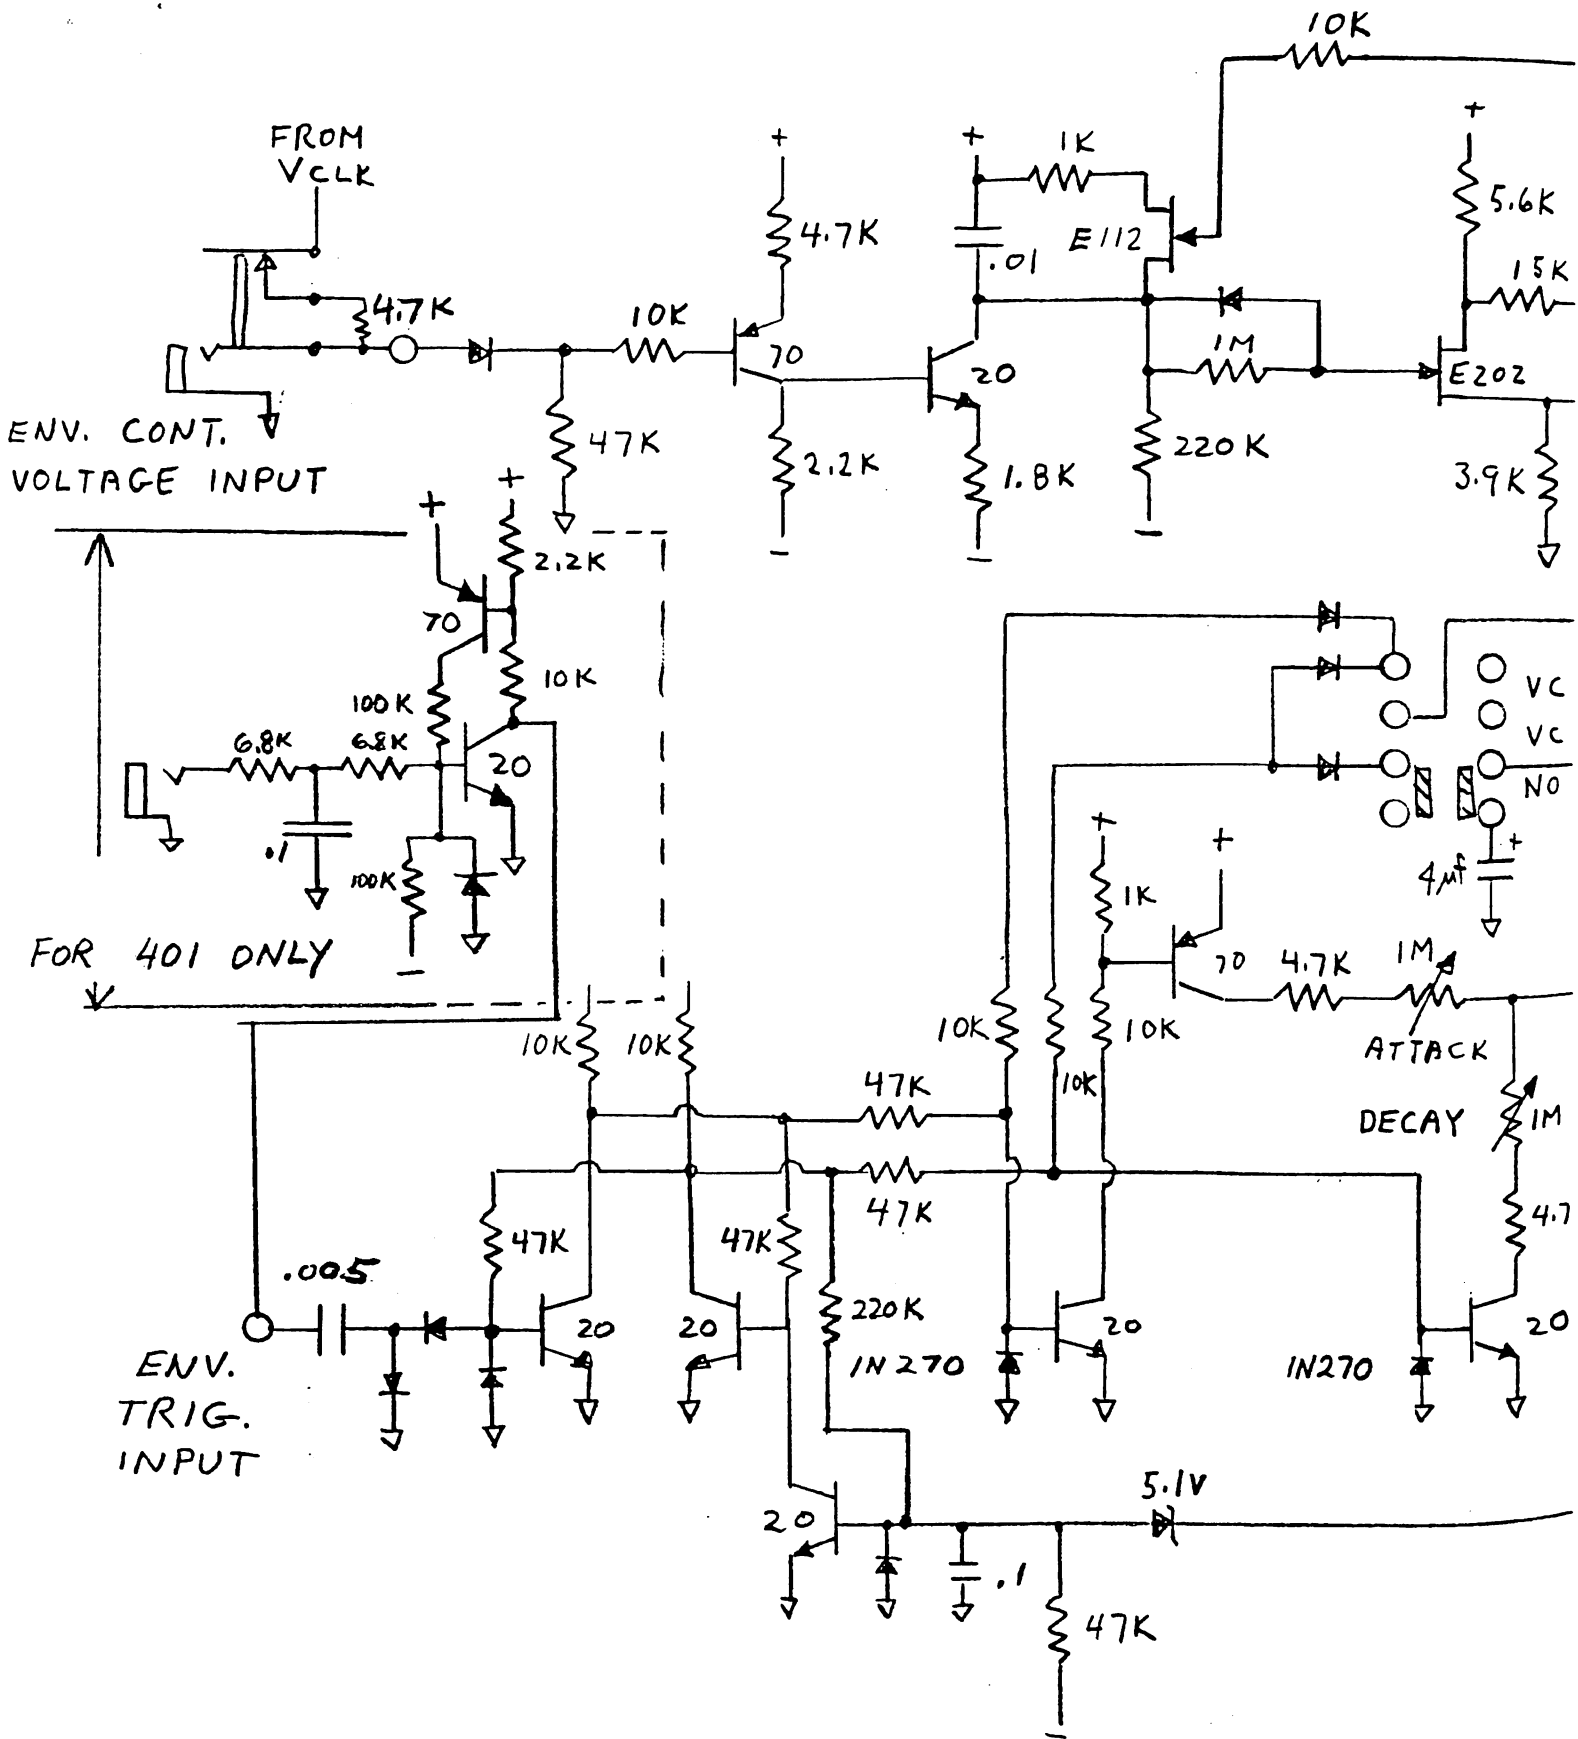 10K
FROM
VCLK
+
+
1K
+
4.7K
5.6K
E112
.01
15K
4.7K
10K
70
1M
20
E202
ENV. CONT.
VOLTAGE INPUT
47K
2.2K
1.8K
220K
3.9K
+
+
2.2K
−
−
−
70
10K
100K
6.8K
6.8K
20
VC
VC
NO
.1
100K
+
+
4μf
+
1K
FOR 401 ONLY
−
70
4.7K
1M
10K
10K
10K
10K
10K
ATTACK
47K
DECAY
1M
47K
47K
47K
4.7
.005
220K
20
20
20
20
1N270
1N270
ENV.
TRIG.
INPUT
5.1V
20
.1
47K
−